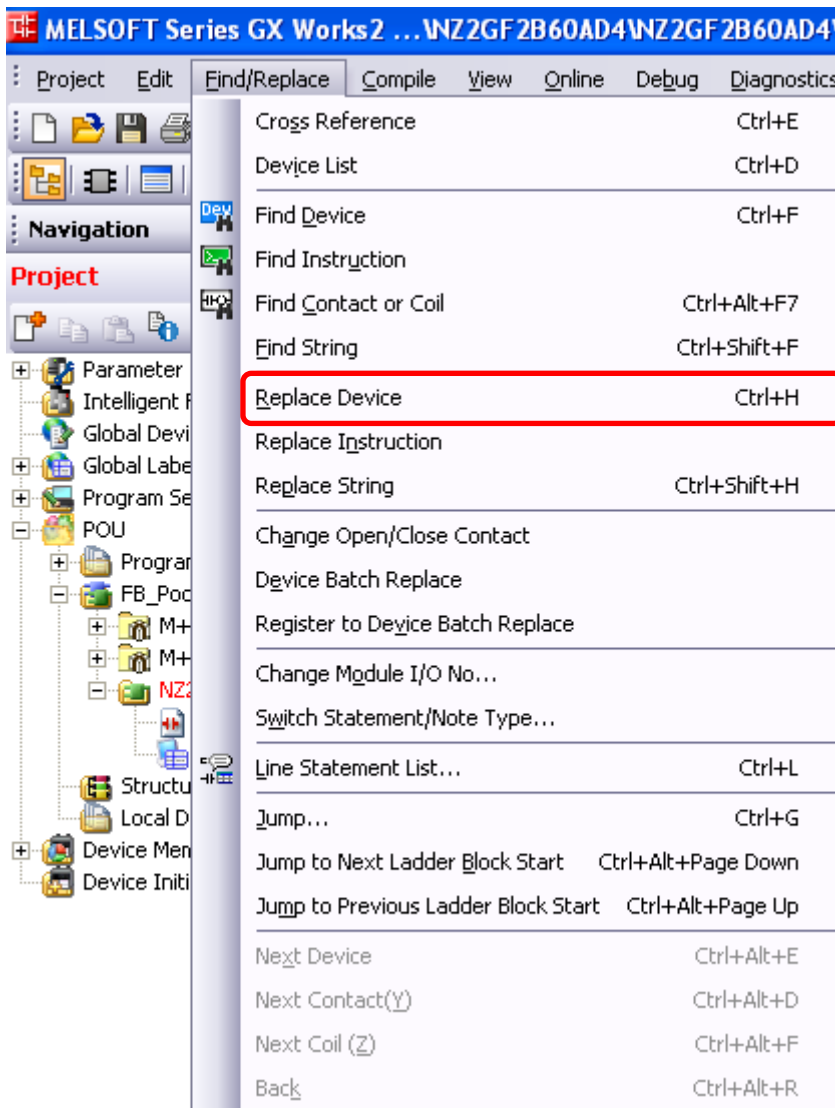 MELSOFT Series GX Works2 ...\NZ2GF2B60AD4\NZ2GF2B60AD4\
Project Edit Find/Replace Compile View Online Debug Diagnostics
Cross Reference Ctrl+E
Device List Ctrl+D
Navigation
Find Device Ctrl+F
Dev
Find Instruction
Project
Find Contact or Coil Ctrl+Alt+F7
Find String Ctrl+Shift+F
Parameter
Replace Device Ctrl+H
Intelligent F
Global Devi
Replace Instruction
Global Labe
Replace String Ctrl+Shift+H
Program Se
POU
Change Open/Close Contact
Program
Device Batch Replace
FB_Poo
Register to Device Batch Replace
M+
M+
Change Module I/O No...
NZ2
Switch Statement/Note Type...
Line Statement List... Ctrl+L
Structu
Local D
Jump... Ctrl+G
Device Mem
Jump to Next Ladder Block Start Ctrl+Alt+Page Down
Device Initi
Jump to Previous Ladder Block Start Ctrl+Alt+Page Up
Next Device Ctrl+Alt+E
Next Contact(Y) Ctrl+Alt+D
Next Coil (Z) Ctrl+Alt+F
Back Ctrl+Alt+R